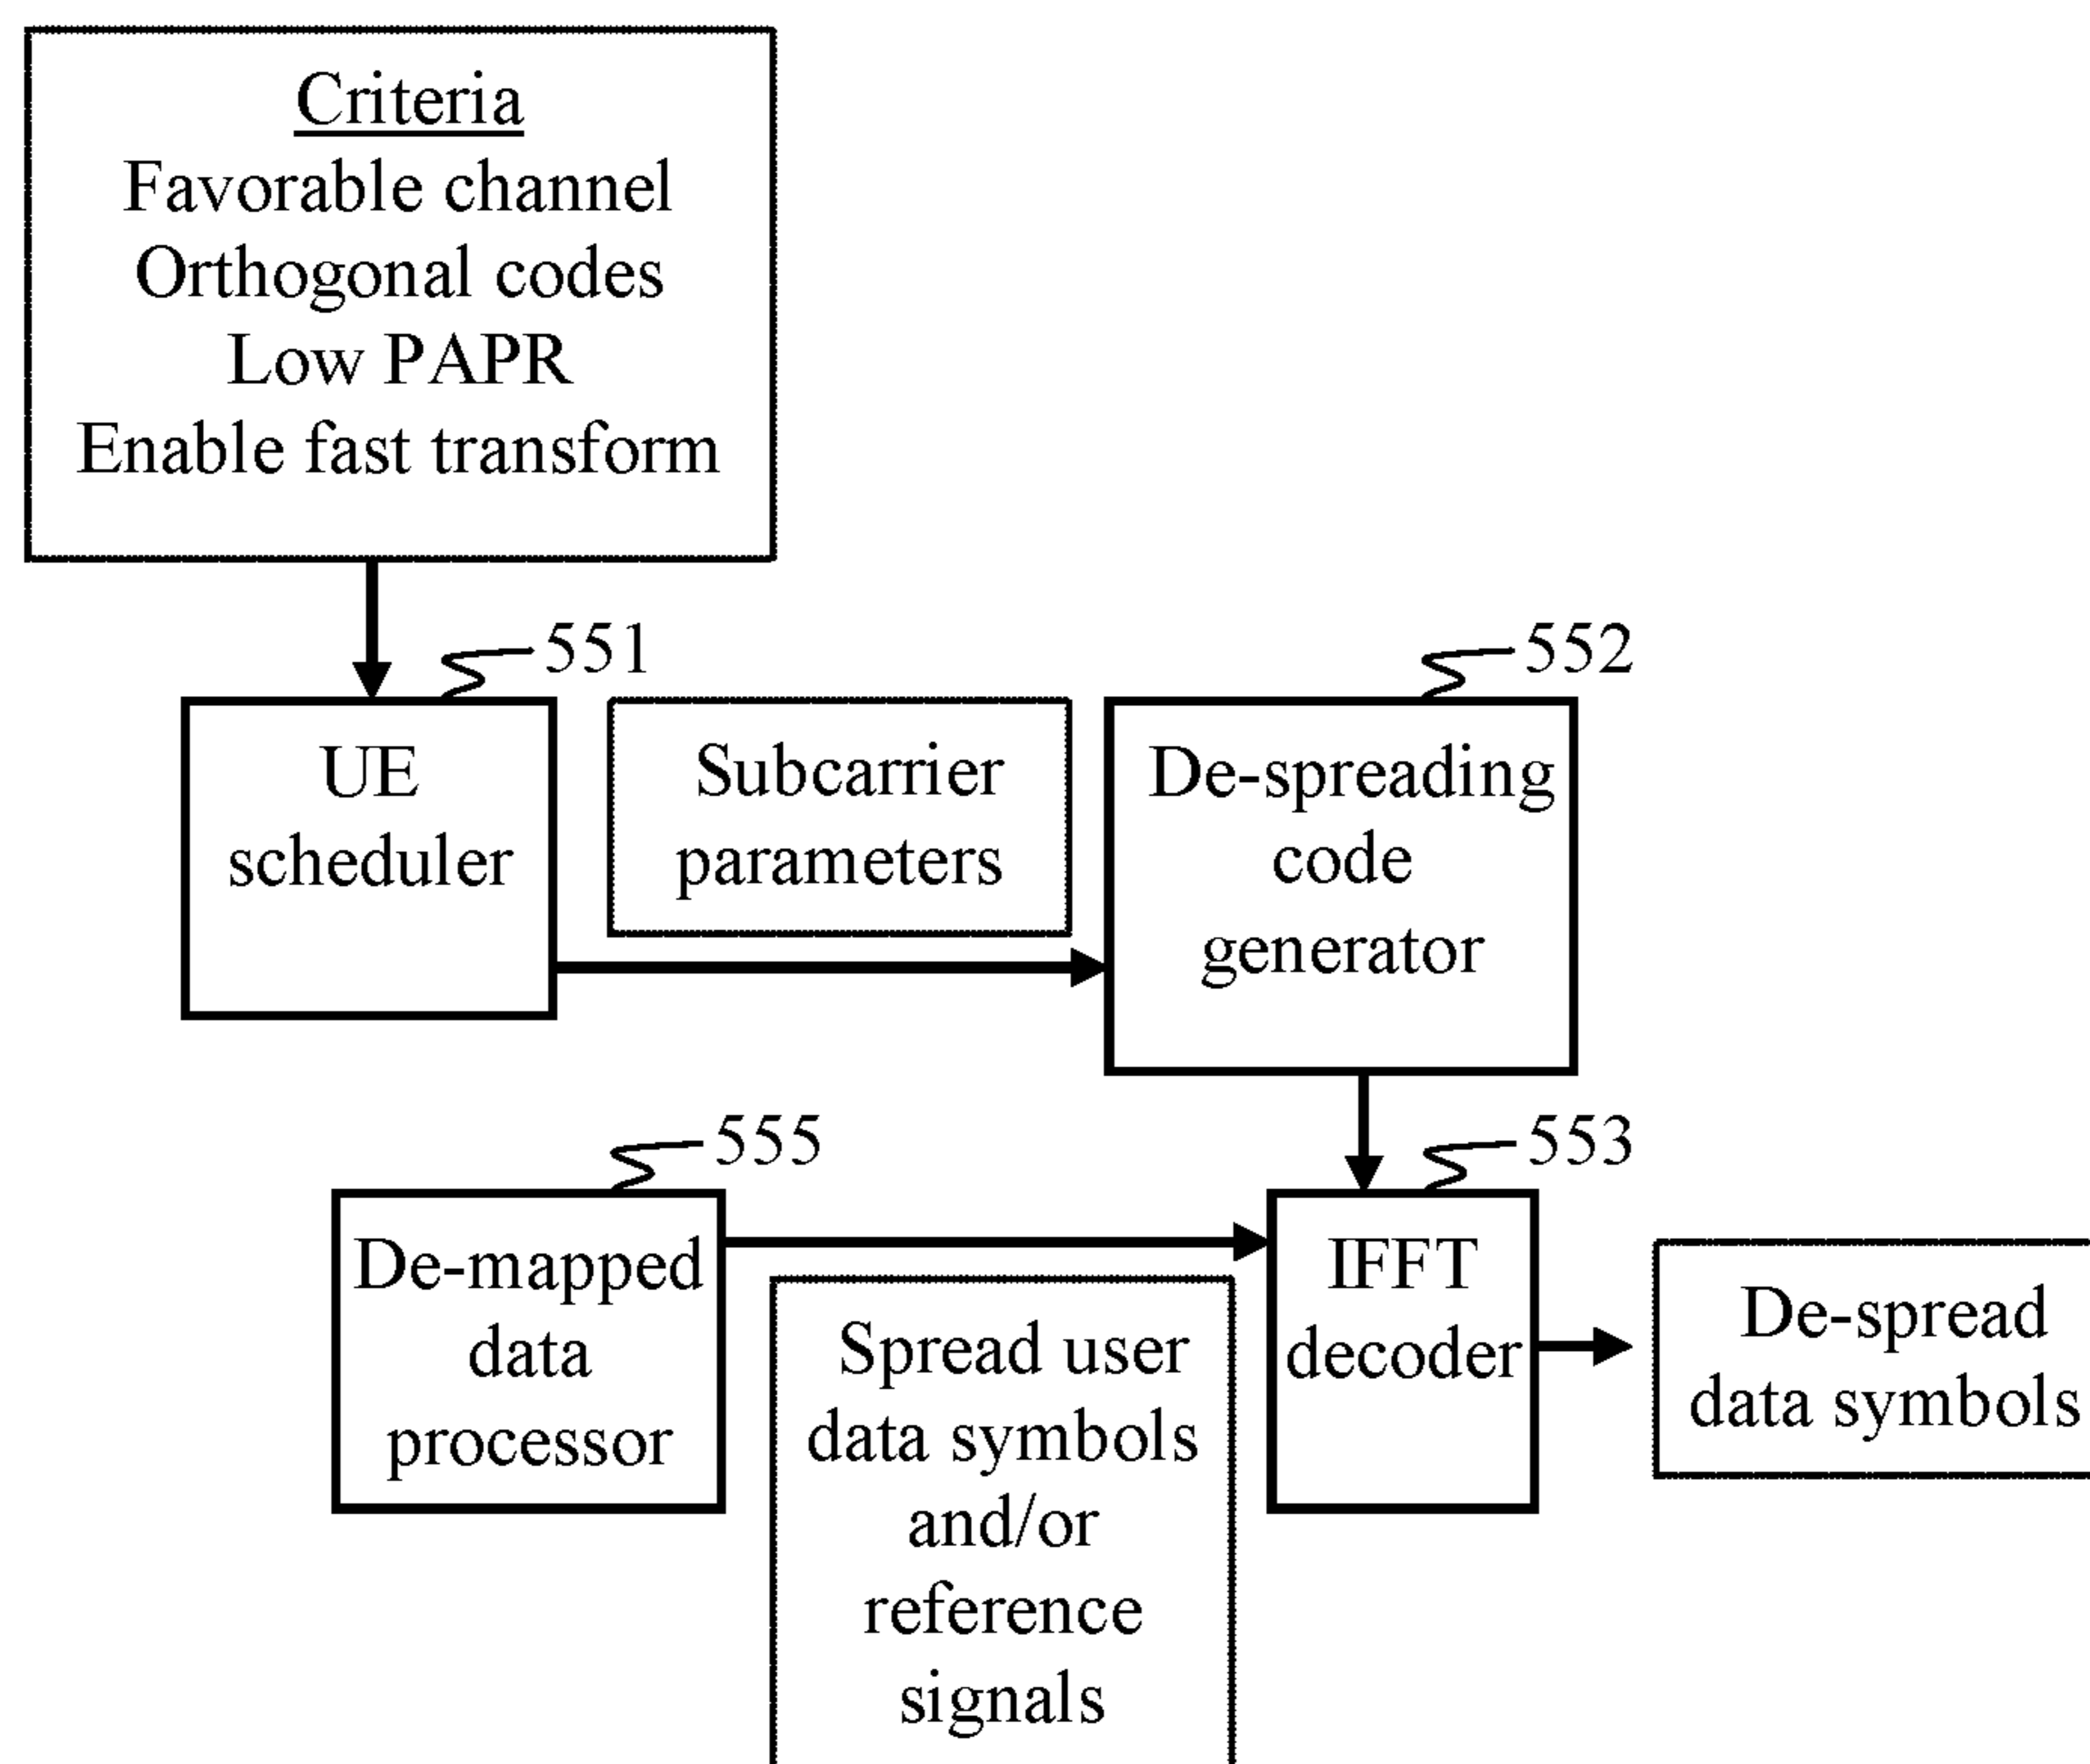 Criteria
Favorable channel
Orthogonal codes
Low PAPR
Enable fast transform
551
552
UE
scheduler
Subcarrier
parameters
De-spreading
code
generator
555
553
De-mapped
data
processor
Spread user
data symbols
and/or
reference
signals
IFFT
decoder
De-spread
data symbols